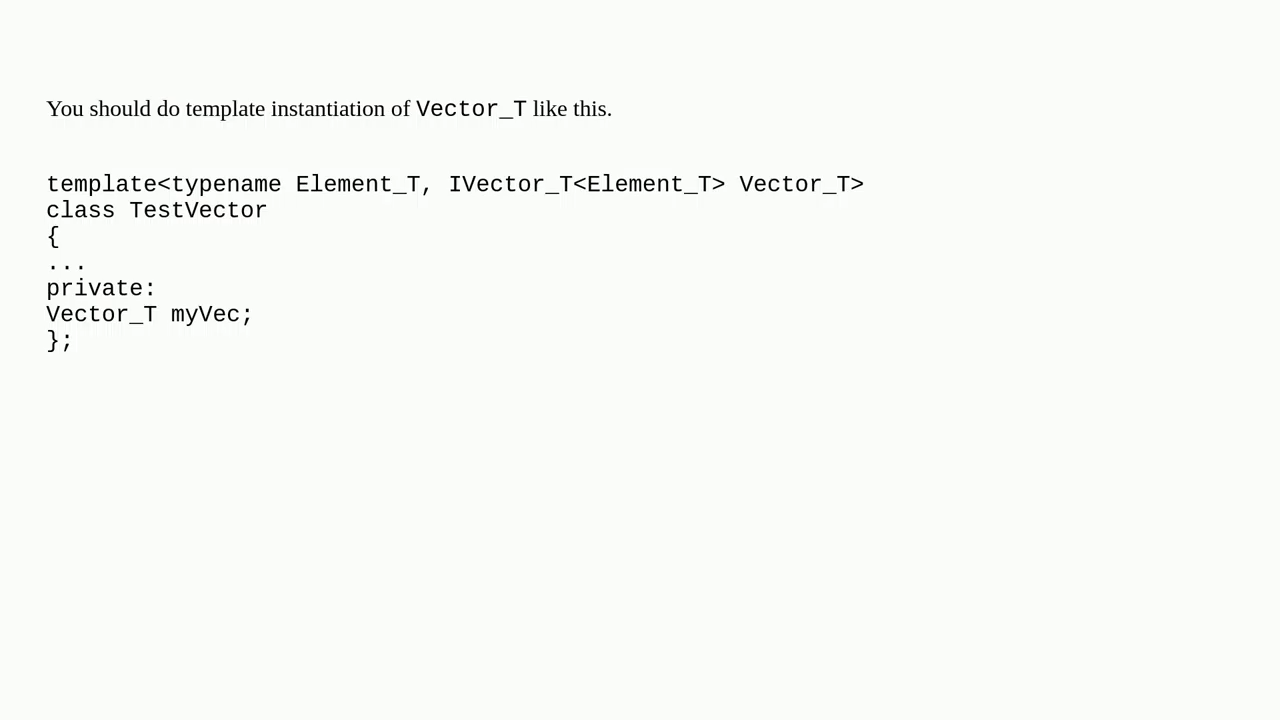 You should do template instantiation of Vector_T like this.
template<typename Element_T, IVector_T<Element_T> Vector_T>
class TestVector
{
...
private:
Vector_T myVec;
};